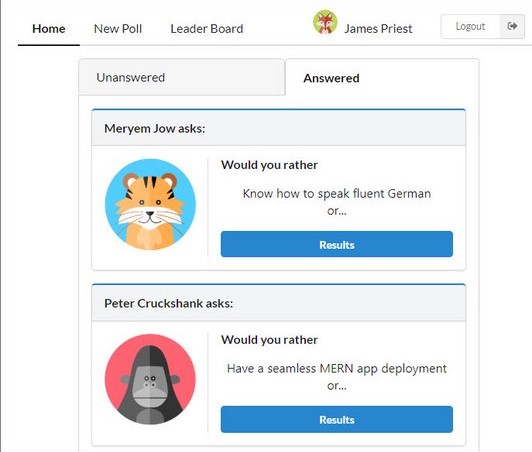 Home New Poll Leader Board James Priest Logout
Unanswered Answered
Meryem Jow asks:
Would you rather
Know how to speak fluent German
or...
Results
Peter Cruckshank asks:
Would you rather
Have a seamless MERN app deployment
or...
Results